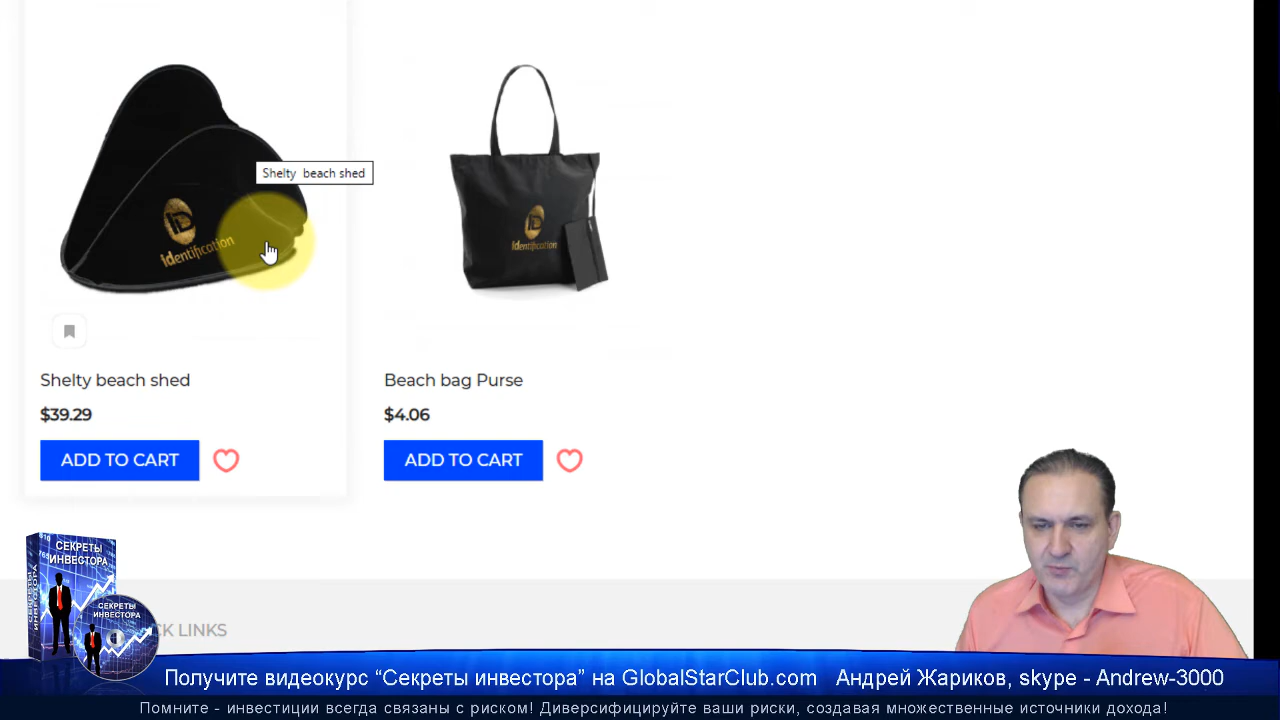 Shelty beach shed
ID
identification
ID
identification
Shelty beach shed
$39.29
ADD TO CART
Beach bag Purse
$4.06
ADD TO CART
СЕКРЕТЫ
ИНВЕСТОРА
СЕКРЕТЫ
ИНВЕСТОРА
СЕКРЕТЫ
ИНВЕСТОРА
CK LINKS
Получите видеокурс “Секреты инвестора” на GlobalStarClub.com Андрей Жариков, skype - Andrew-3000
Помните - инвестиции всегда связаны с риском! Диверсифицируйте ваши риски, создавая множественные источники дохода!